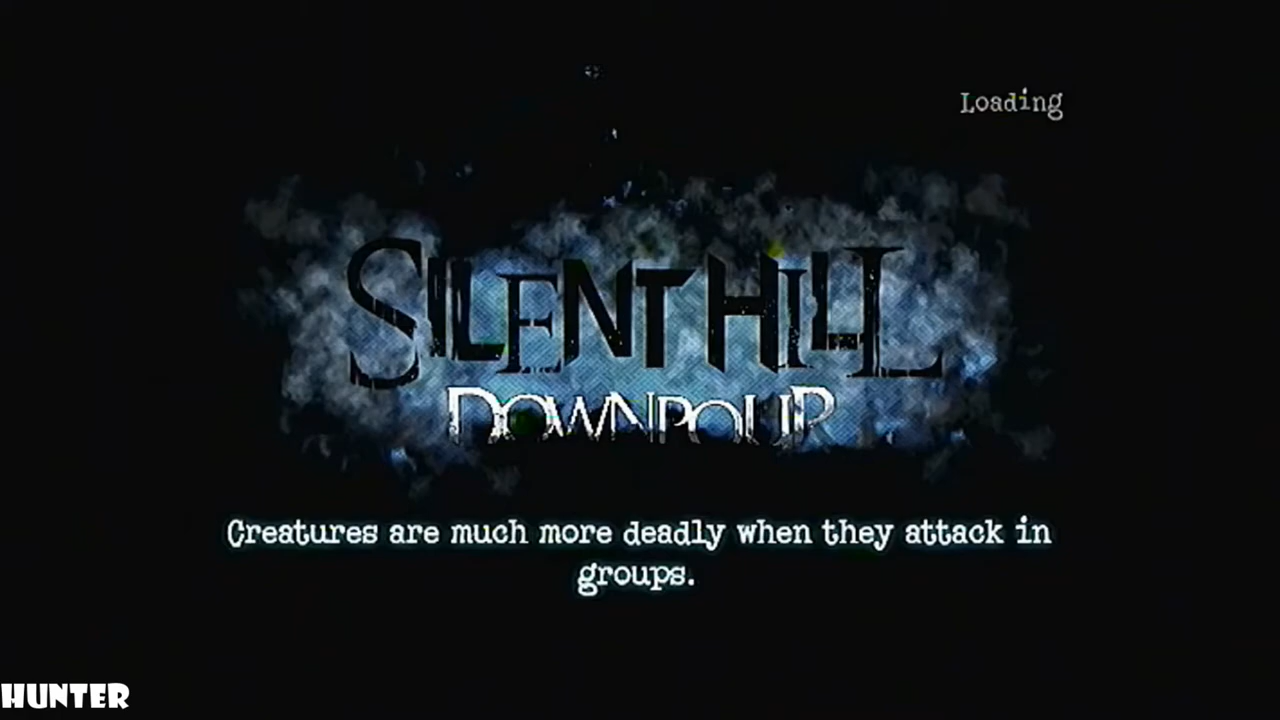 Loading
SILENT HILL
DOWNPOUR
Creatures are much more deadly when they attack in
groups.
HUNTER